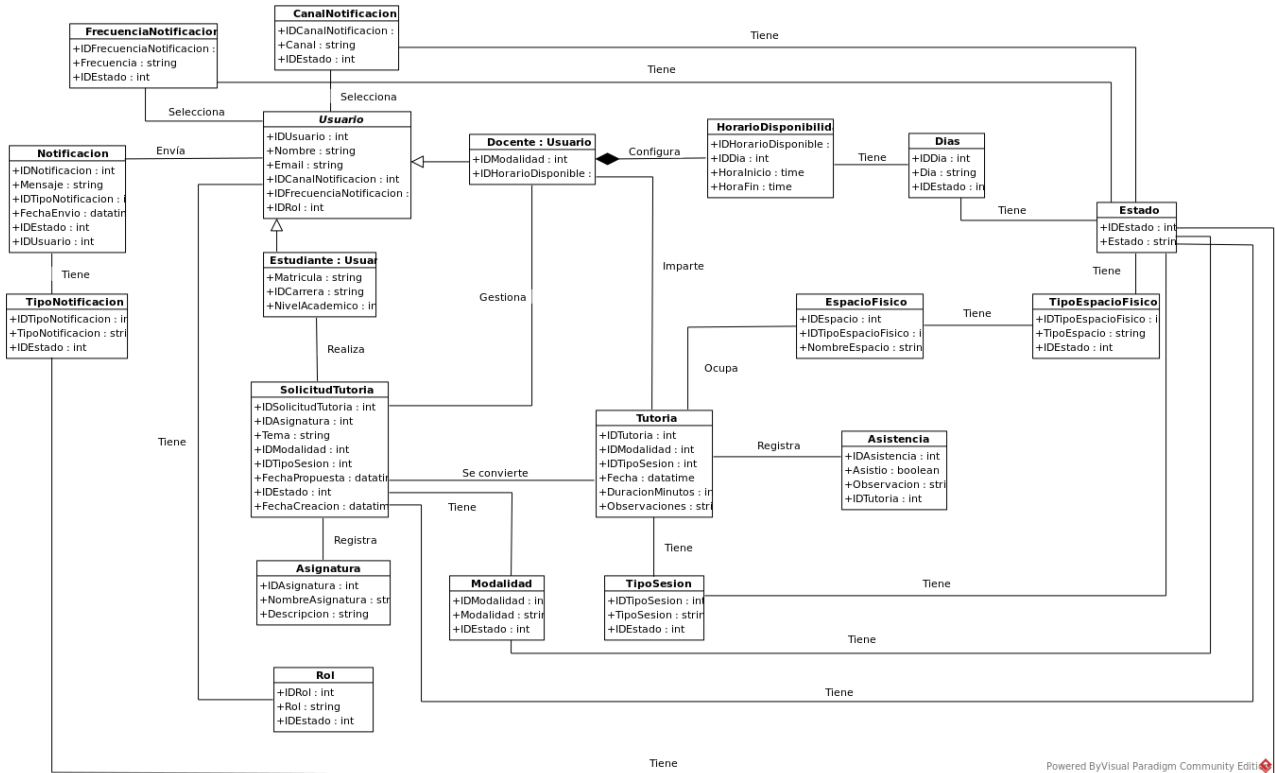 CanalNotificacion
+IDCanalNotificacion :
+Canal : string
+IDEstado : int
FrecuenciaNotificacion
+IDFrecuenciaNotificacion :
+Frecuencia : string
+IDEstado : int
Tiene
Tiene
Selecciona
Selecciona
Usuario
+IDUsuario : int
+Nombre : string
+Email : string
+IDCanalNotificacion : int
+IDFrecuenciaNotificacion :
+IDRol : int
Envía
Notificacion
+IDNotificacion : int
+Mensaje : string
+IDTipoNotificacion : i
+FechaEnvio : datatin
+IDEstado : int
+IDUsuario : int
Docente : Usuario
+IDModalidad : int
+IDHorarioDisponible :
Configura
HorarioDisponibilid
+IDHorarioDisponible :
+IDDia : int
+HoraInicio : time
+HoraFin : time
Tiene
Dias
+IDDia : int
+Dia : string
+IDEstado : in
Tiene
Estado
+IDEstado : int
+Estado : strin
Tiene
TipoNotificacion
+IDTipoNotificacion : in
+TipoNotificacion : stri
+IDEstado : int
Estudiante : Usuar
+Matricula : string
+IDCarrera : string
+NivelAcademico : in
Gestiona
Imparte
Tiene
EspacioFisico
+IDEspacio : int
+IDTipoEspacioFisico : i
+NombreEspacio : strin
Tiene
TipoEspacioFisico
+IDTipoEspacioFisico : i
+TipoEspacio : string
+IDEstado : int
Realiza
Ocupa
SolicitudTutoria
+IDSolicitudTutoria : int
+IDAsignatura : int
+Tema : string
+IDModalidad : int
+IDTipoSesion : int
+FechaPropuesta : datatin
+IDEstado : int
+FechaCreacion : datatim
Tiene
Se convierte
Tiene
Tutoria
+IDTutoria : int
+IDModalidad : int
+IDTipoSesion : int
+Fecha : datatime
+DuracionMinutos : in
+Observaciones : stri
Registra
Asistencia
+IDAsistencia : int
+Asistio : boolean
+Observacion : stri
+IDTutoria : int
Registra
Tiene
Asignatura
+IDAsignatura : int
+NombreAsignatura : str
+Descripcion : string
Modalidad
+IDModalidad : in
+Modalidad : strin
+IDEstado : int
TipoSesion
+IDTipoSesion : int
+TipoSesion : strin
+IDEstado : int
Tiene
Tiene
Rol
+IDRol : int
+Rol : string
+IDEstado : int
Tiene
Tiene
Powered ByVisual Paradigm Community Editi